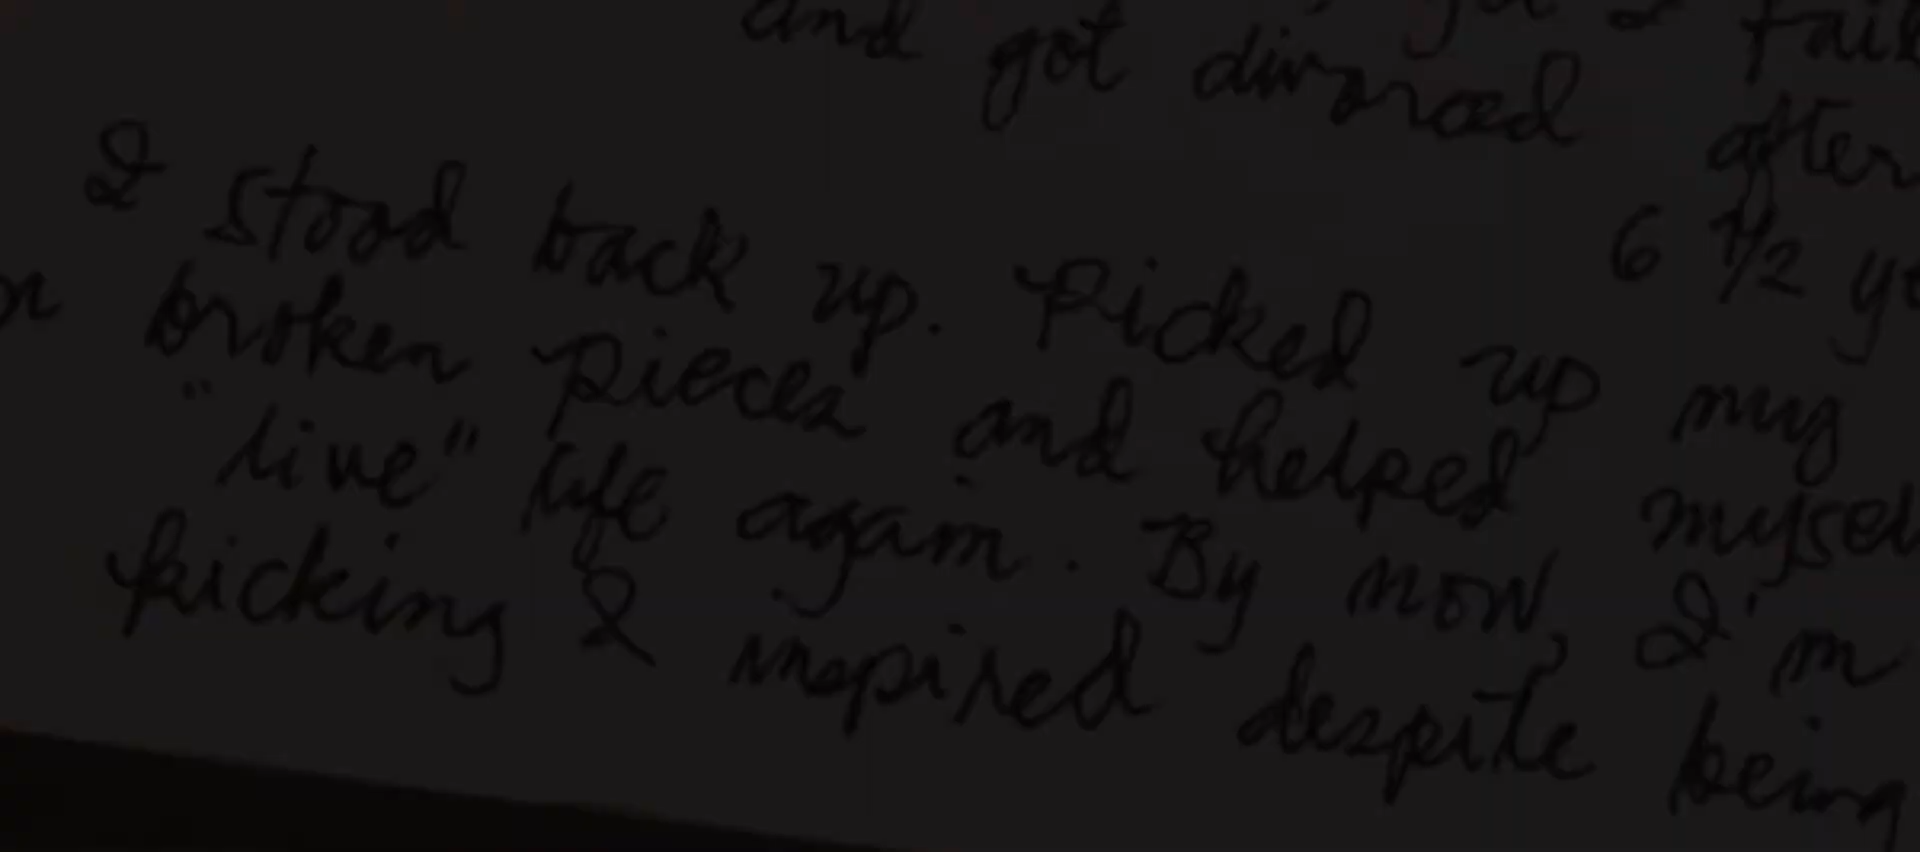 and got divorced after
6 1/2
I stood back up. Picked up my
broken pieces and helped
"live" life again. By now, I'm
kicking & inspired despite being